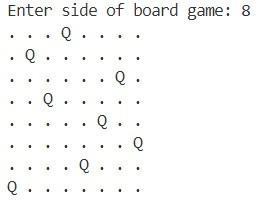 Enter side of board game: 8
. . . Q . . . .
. Q . . . . . .
. . . . . . Q .
. . Q . . . . .
. . . . . Q . .
. . . . . . . Q
. . . . Q . . .
Q . . . . . . .